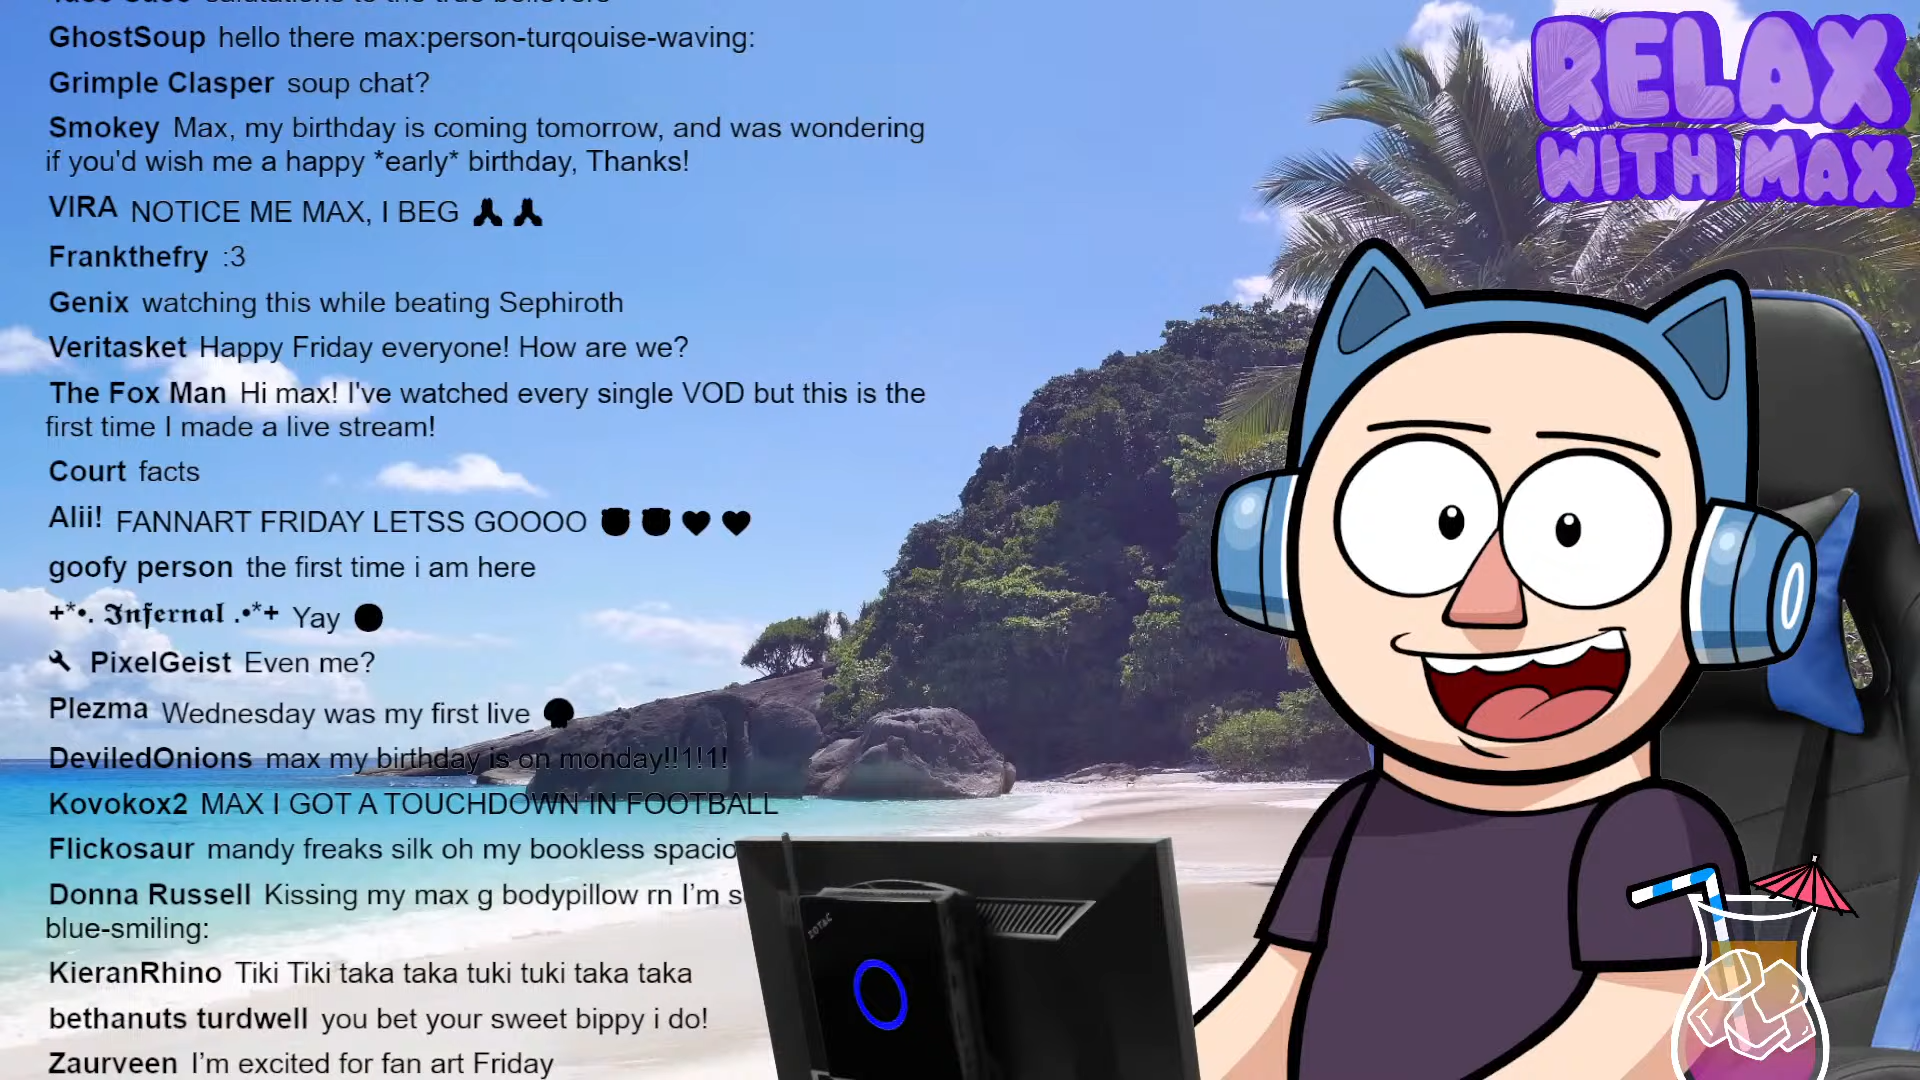 GhostSoup hello there max:person-turqouise-waving:
Grimple Clasper soup chat?
Smokey Max, my birthday is coming tomorrow, and was wondering
if you'd wish me a happy *early* birthday, Thanks!
VIRA NOTICE ME MAX, I BEG
Frankthefry :3
Genix watching this while beating Sephiroth
Veritasket Happy Friday everyone! How are we?
The Fox Man Hi max! I've watched every single VOD but this is the
first time I made a live stream!
Court facts
Alii! FANNART FRIDAY LETSS GOOOO
goofy person the first time i am here
+*•. 𝕴𝖓𝖋𝖊𝖗𝖓𝖆𝖑 .•*+ Yay
PixelGeist Even me?
Plezma Wednesday was my first live
DeviledOnions max my birthday is on monday!!1!1!
Kovokox2 MAX I GOT A TOUCHDOWN IN FOOTBALL
Flickosaur mandy freaks silk oh my bookless spacio
Donna Russell Kissing my max g bodypillow rn I'm s
blue-smiling:
KieranRhino Tiki Tiki taka taka tuki tuki taka taka
bethanuts turdwell you bet your sweet bippy i do!
Zaurveen I'm excited for fan art Friday
RELAX
WITH MAX
ZOTAC